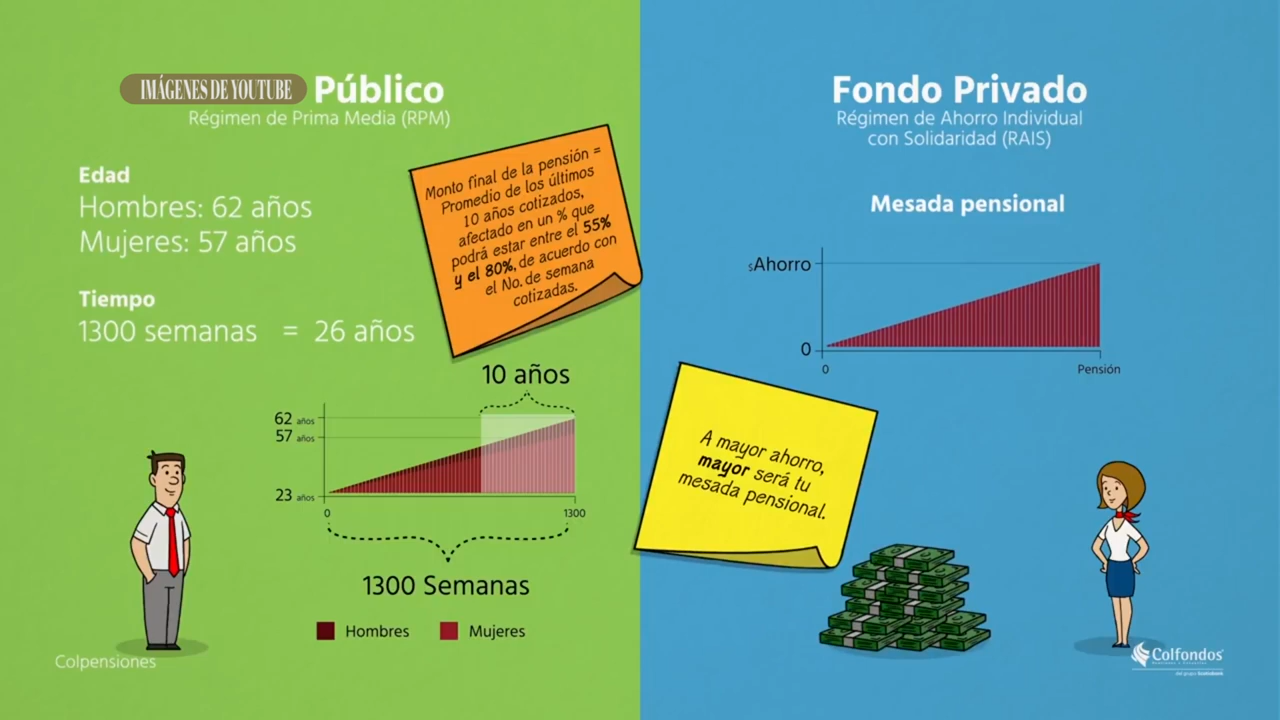 IMÁGENES DE YOUTUBE
Público
Régimen de Prima Media (RPM)
Edad
Hombres: 62 años
Mujeres: 57 años
Tiempo
1300 semanas = 26 años
Monto final de la pensión =
Promedio de los últimos
10 años cotizados,
afectado en un % que
podrá estar entre el 55%
y el 80%, de acuerdo con
el No. de semana
cotizadas.
10 años
62 años
57 años
23 años
0
1300
1300 Semanas
Hombres
Mujeres
Colpensiones
Fondo Privado
Régimen de Ahorro Individual
con Solidaridad (RAIS)
Mesada pensional
sAhorro
0
0
Pensión
A mayor ahorro,
mayor será tu
mesada pensional.
Colfondos